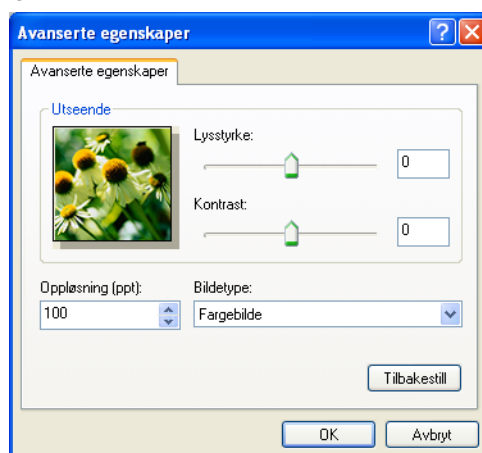 Avanserte egenskaper
Avanserte egenskaper
Utseende
Lysstyrke:
0
Kontrast:
0
Oppløsning (ppt): Bildetype:
100 Fargebilde
Tilbakestill
OK Avbryt